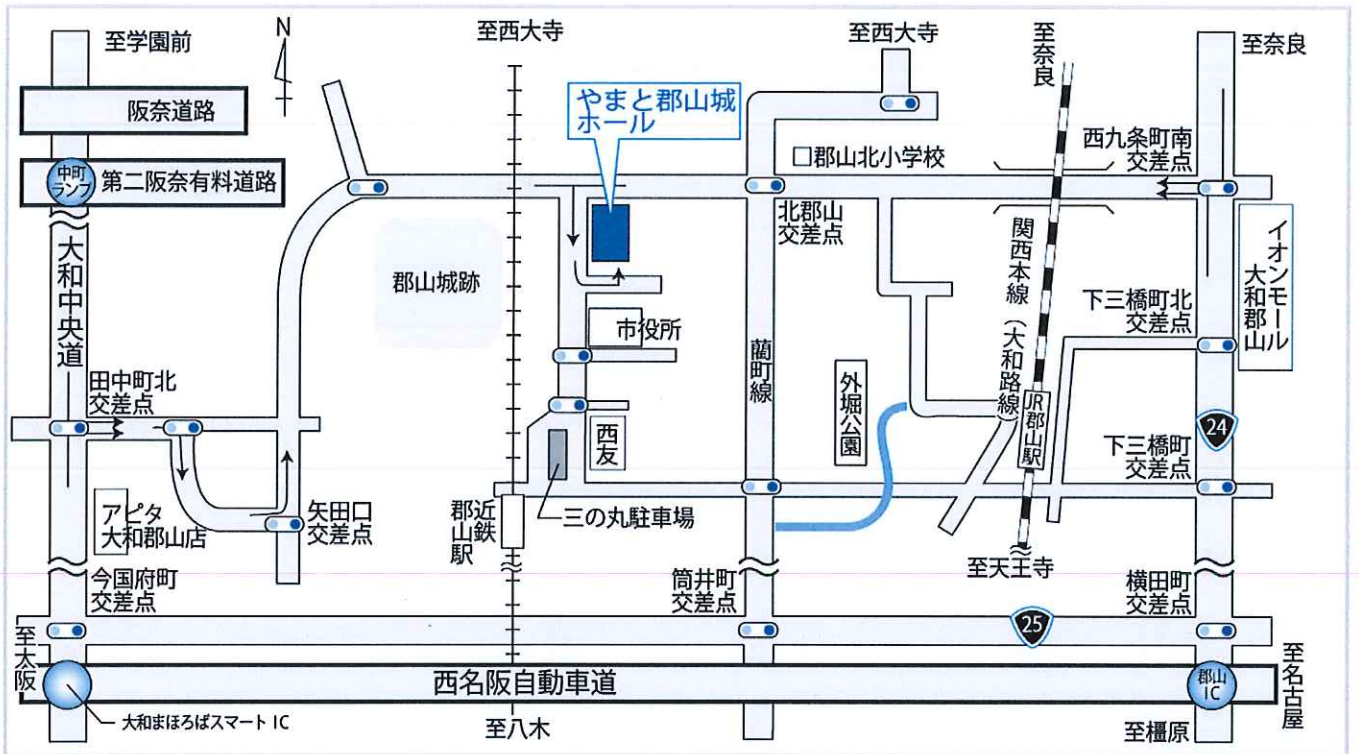 至学園前
N
至西大寺
至西大寺
至奈良
至奈良
阪奈道路
やまと郡山城
ホール
中町
ランプ
第二阪奈有料道路
郡山北小学校
西九条町南
交差点
北郡山
交差点
大和中央道
郡山城跡
関西本線(大和路線)
イオンモール
大和郡山
市役所
下三橋町北
交差点
藺町線
田中町北
交差点
外堀公園
JR郡山駅
24
西友
下三橋町
交差点
アピタ
大和郡山店
矢田口
交差点
近鉄
郡山駅
三の丸駐車場
至天王寺
今国府町
交差点
筒井町
交差点
横田町
交差点
25
至大阪
西名阪自動車道
郡山
IC
至名古屋
大和まほろばスマートIC
至八木
至橿原